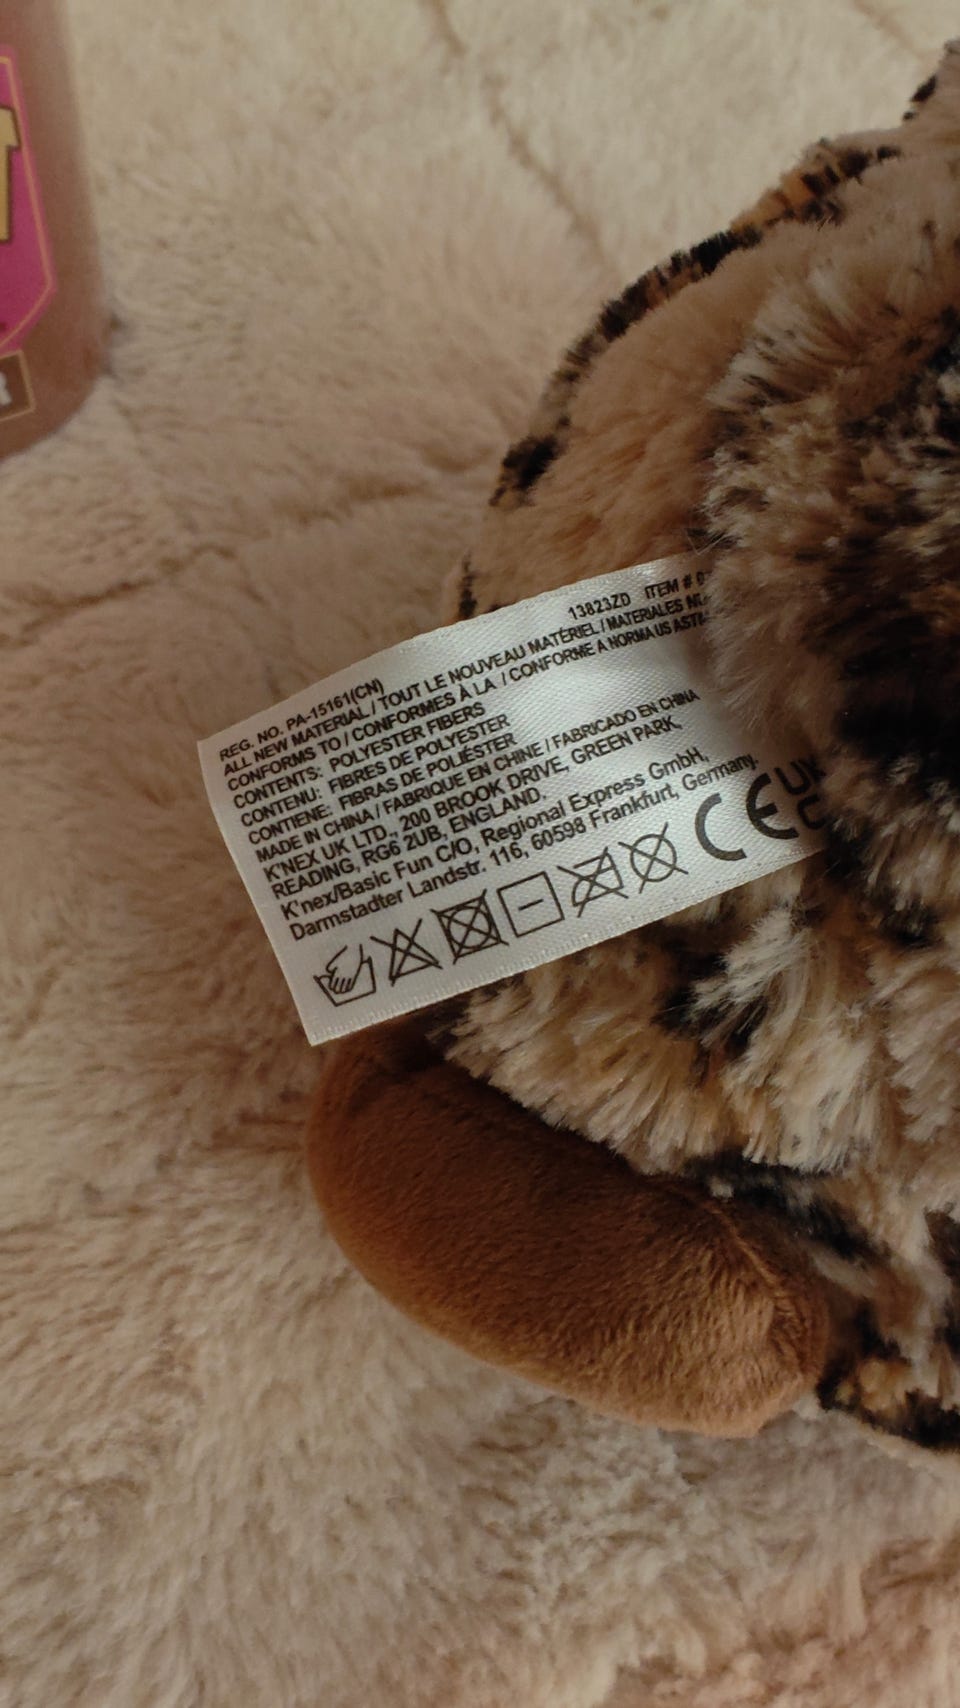 13823ZD ITEM #
REG. NO. PA-15161(CN)
ALL NEW MATERIAL / TOUT LE NOUVEAU MATÉRIEL / MATERIALES
CONFORMS TO / CONFORMES À LA / CONFORME A NORMA US
CONTENTS: POLYESTER FIBERS
CONTENU: FIBRES DE POLYESTER
CONTIENE: FIBRAS DE POLIÉSTER
MADE IN CHINA / FABRIQUE EN CHINE / FABRICADO EN CHINA
K'NEX UK LTD., 200 BROOK DRIVE, GREEN PARK,
READING, RG6 2UB, ENGLAND.
K'nex/Basic Fun C/O, Regional Express GmbH,
Darmstadter Landstr. 116, 60598 Frankfurt, Germany.
CE
UK